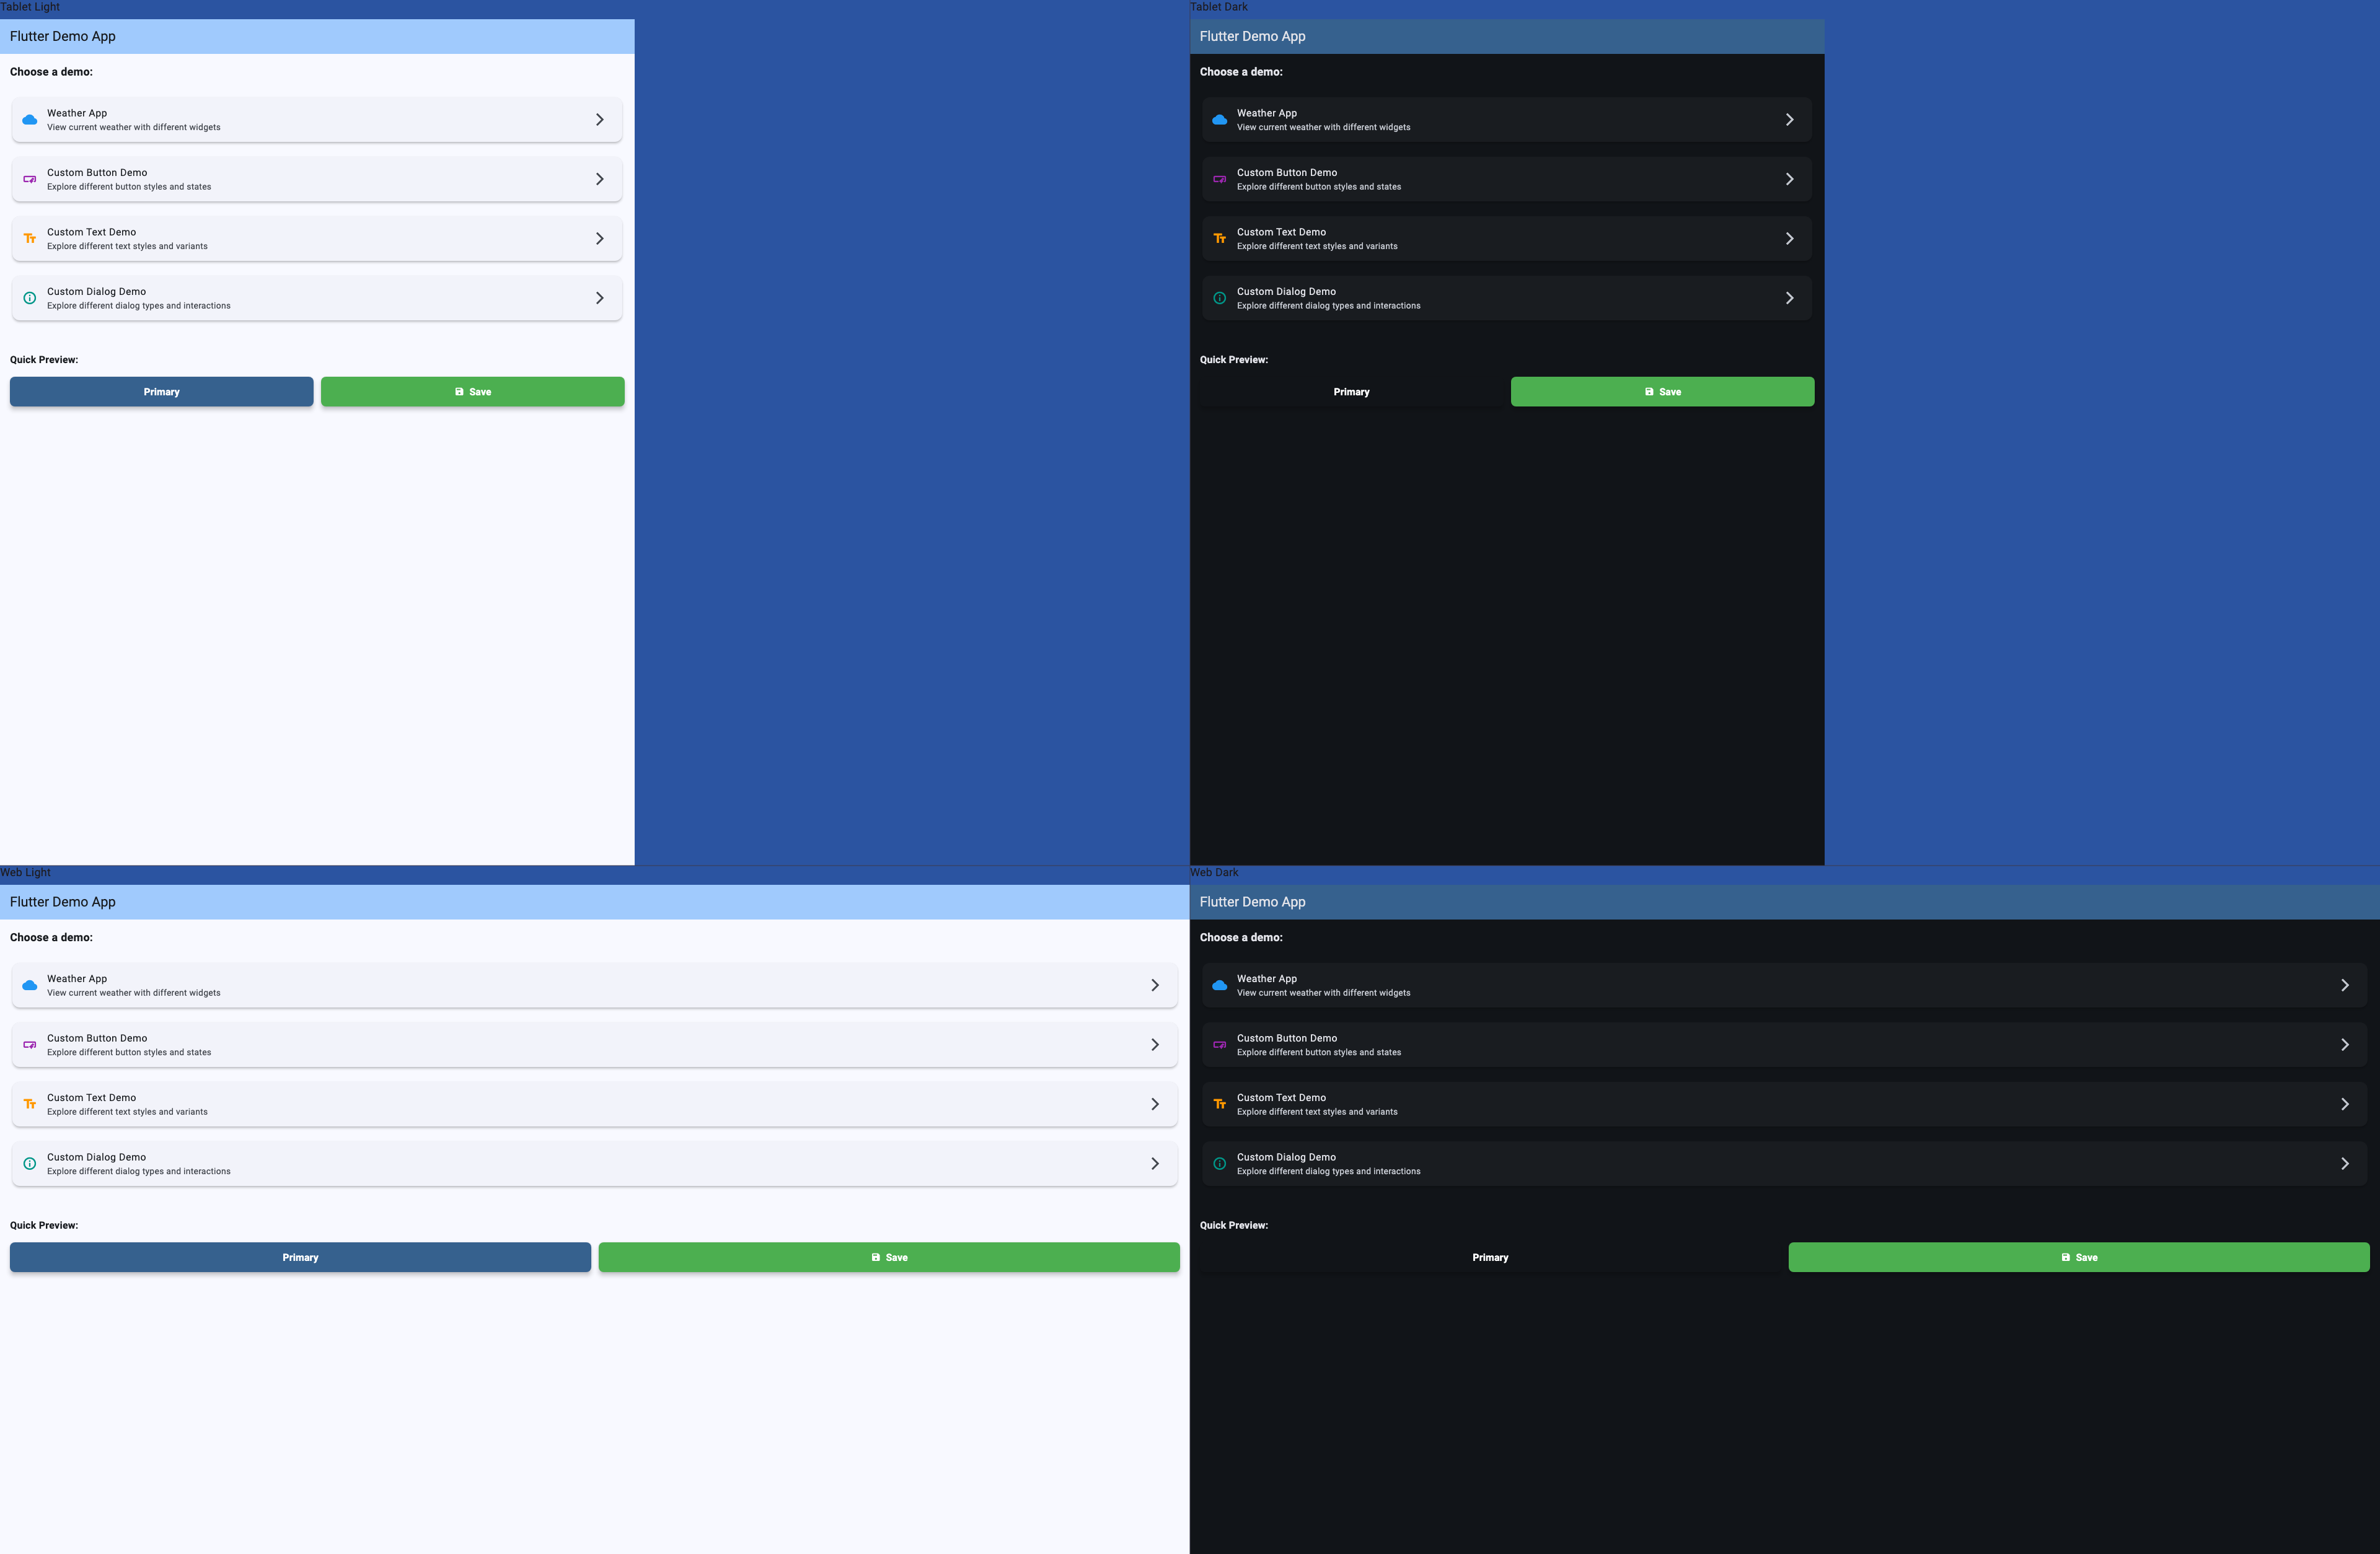 Tablet Light
Flutter Demo App
Choose a demo:
Weather App
View current weather with different widgets
Custom Button Demo
Explore different button styles and states
Custom Text Demo
Explore different text styles and variants
Custom Dialog Demo
Explore different dialog types and interactions
Quick Preview:
Primary
Save
Tablet Dark
Flutter Demo App
Choose a demo:
Weather App
View current weather with different widgets
Custom Button Demo
Explore different button styles and states
Custom Text Demo
Explore different text styles and variants
Custom Dialog Demo
Explore different dialog types and interactions
Quick Preview:
Primary
Save
Web Light
Flutter Demo App
Choose a demo:
Weather App
View current weather with different widgets
Custom Button Demo
Explore different button styles and states
Custom Text Demo
Explore different text styles and variants
Custom Dialog Demo
Explore different dialog types and interactions
Quick Preview:
Primary
Save
Web Dark
Flutter Demo App
Choose a demo:
Weather App
View current weather with different widgets
Custom Button Demo
Explore different button styles and states
Custom Text Demo
Explore different text styles and variants
Custom Dialog Demo
Explore different dialog types and interactions
Quick Preview:
Primary
Save